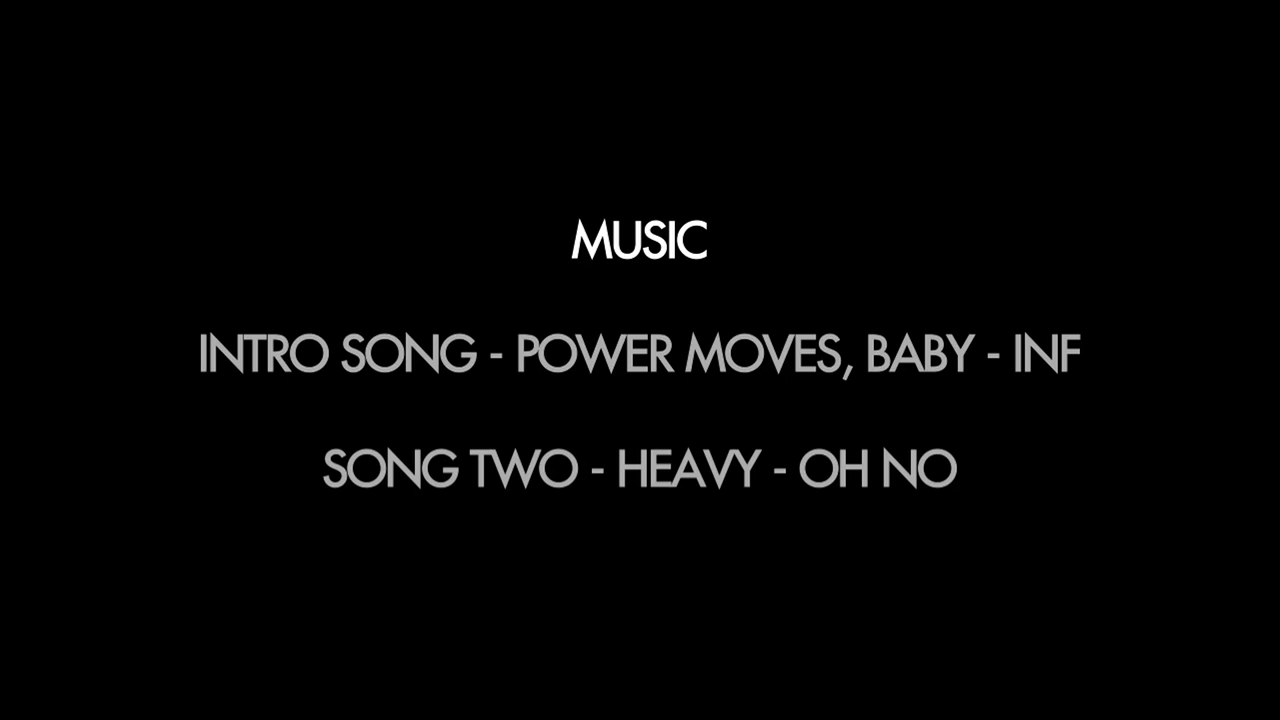 MUSIC
INTRO SONG - POWER MOVES, BABY - INF
SONG TWO - HEAVY - OH NO